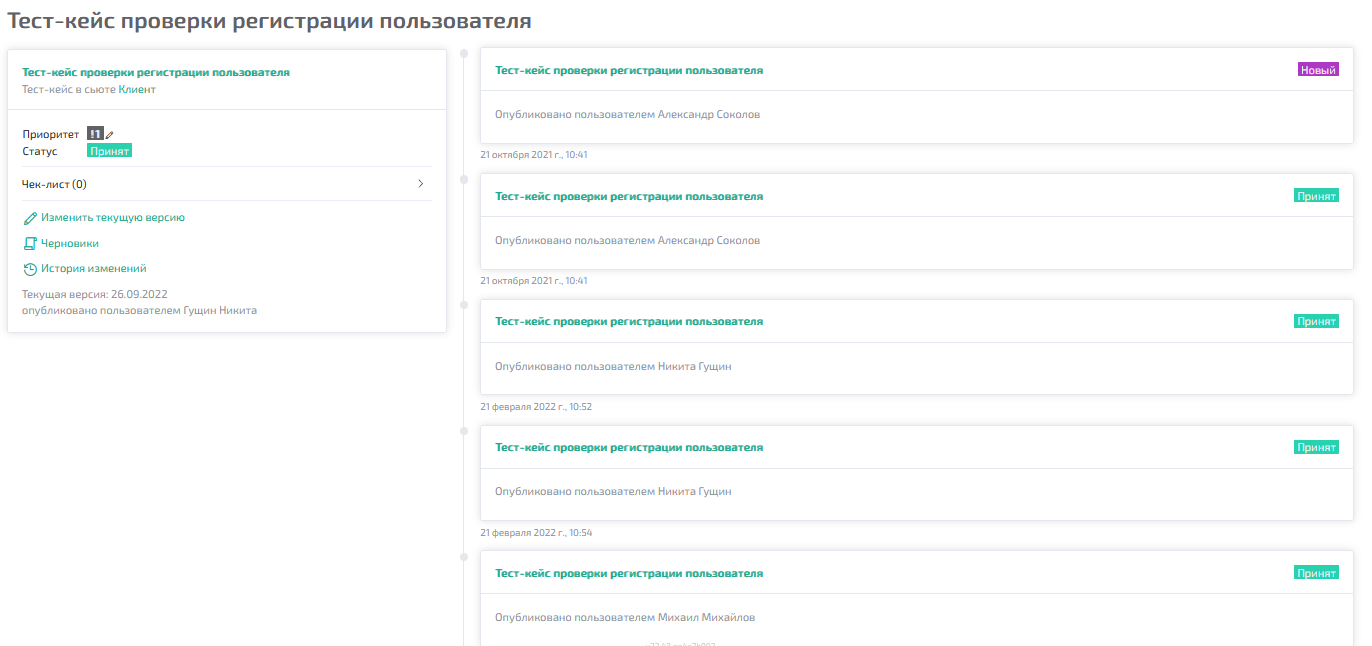 Тест-кейс проверки регистрации пользователя
Тест-кейс проверки регистрации пользователя
Тест-кейс в сьюте Клиент
Приоритет !1
Статус Принят
Чек-лист (0)
Изменить текущую версию
Черновики
История изменений
Текущая версия: 26.09.2022
опубликовано пользователем Гущин Никита
Тест-кейс проверки регистрации пользователя Новый
Опубликовано пользователем Александр Соколов
21 октября 2021 г., 10:41
Тест-кейс проверки регистрации пользователя Принят
Опубликовано пользователем Александр Соколов
21 октября 2021 г., 10:41
Тест-кейс проверки регистрации пользователя Принят
Опубликовано пользователем Никита Гущин
21 февраля 2022 г., 10:52
Тест-кейс проверки регистрации пользователя Принят
Опубликовано пользователем Никита Гущин
21 февраля 2022 г., 10:54
Тест-кейс проверки регистрации пользователя Принят
Опубликовано пользователем Михаил Михайлов